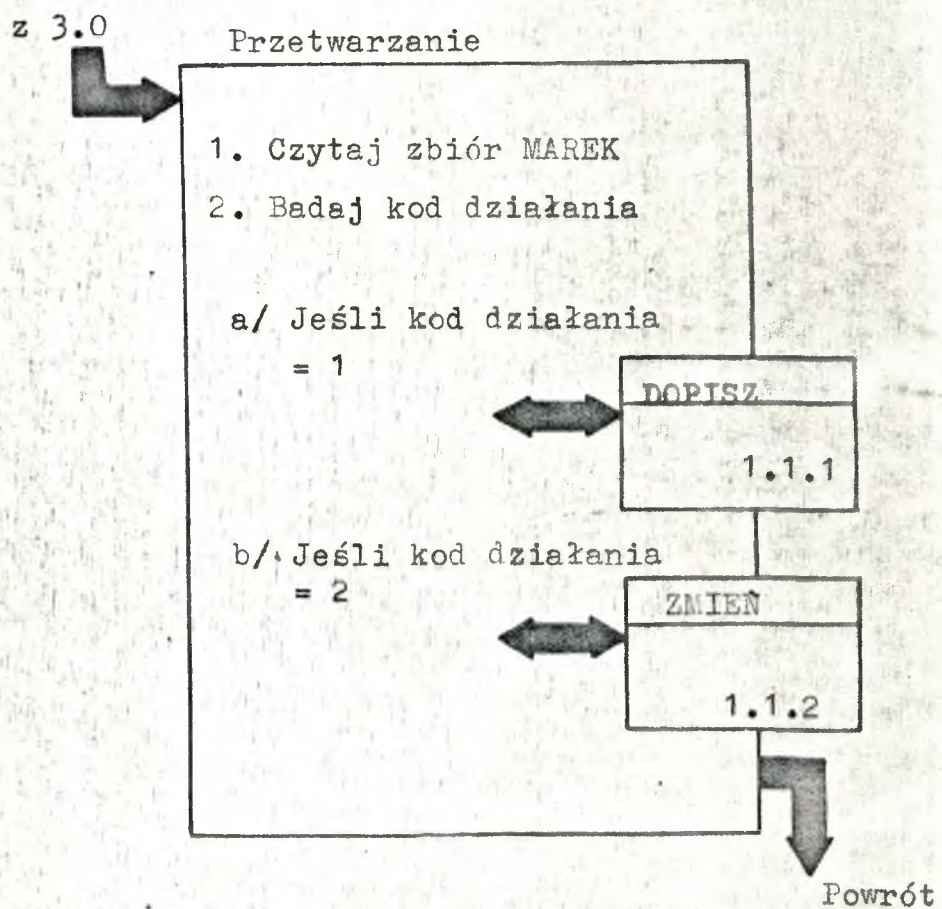 z 3.0
Przetwarzanie
1. Czytaj zbiór MAREK
2. Badaj kod działania
a/ Jeśli kod działania
= 1
DOPISZ
1.1.1
b/ Jeśli kod działania
= 2
ZMIEŃ
1.1.2
Powrót